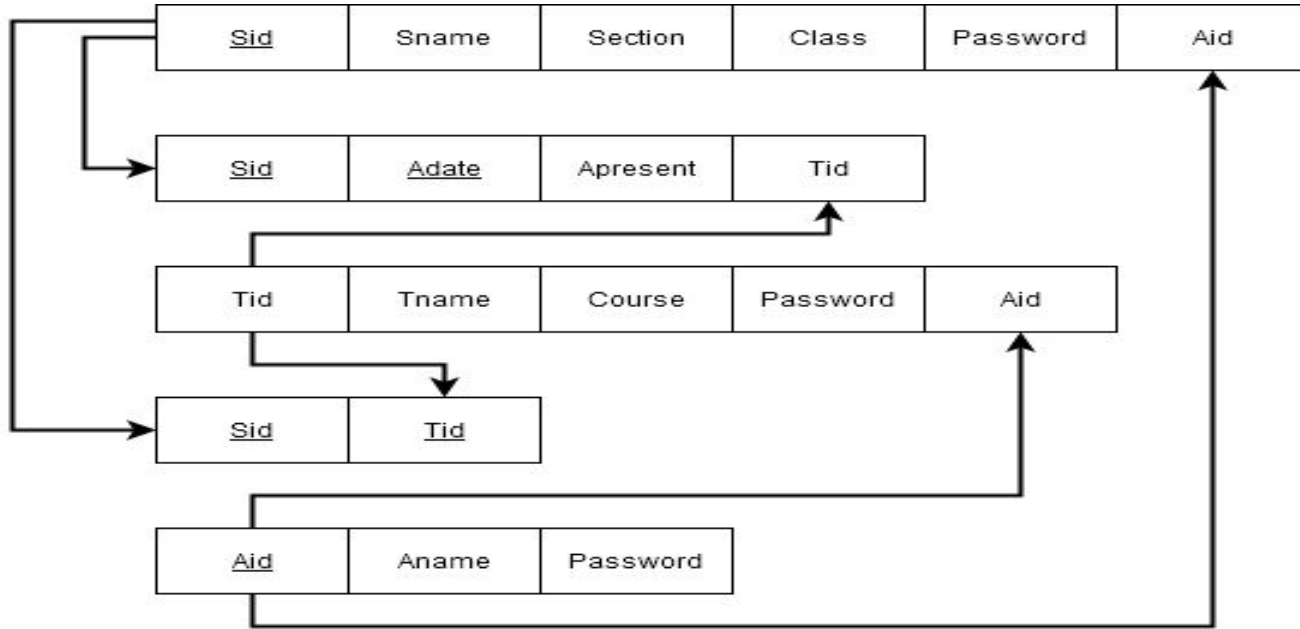 Sid Sname Section Class Password Aid
Sid Adate Apresent Tid
Tid Tname Course Password Aid
Sid Tid
Aid Aname Password